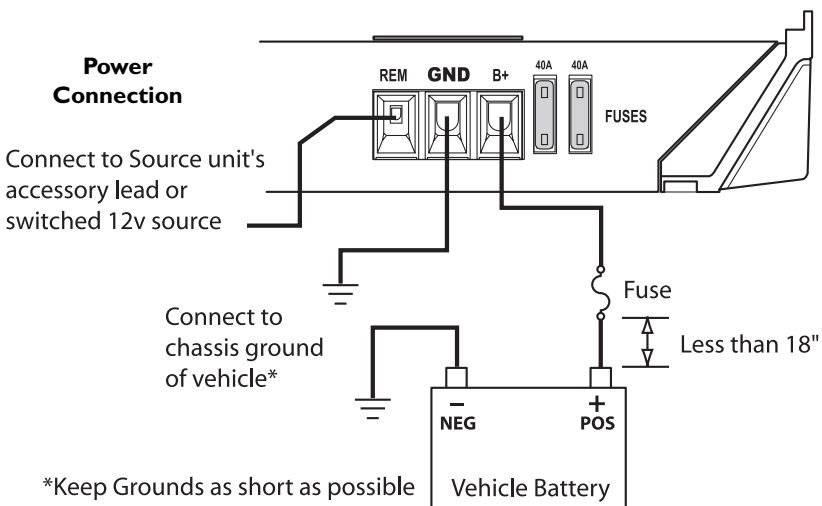 Power
Connection
REM GND B+ 40A 40A
FUSES
Connect to Source unit's
accessory lead or
switched 12v source
Connect to
chassis ground
of vehicle*
Fuse
Less than 18"
− +
NEG POS
*Keep Grounds as short as possible
Vehicle Battery